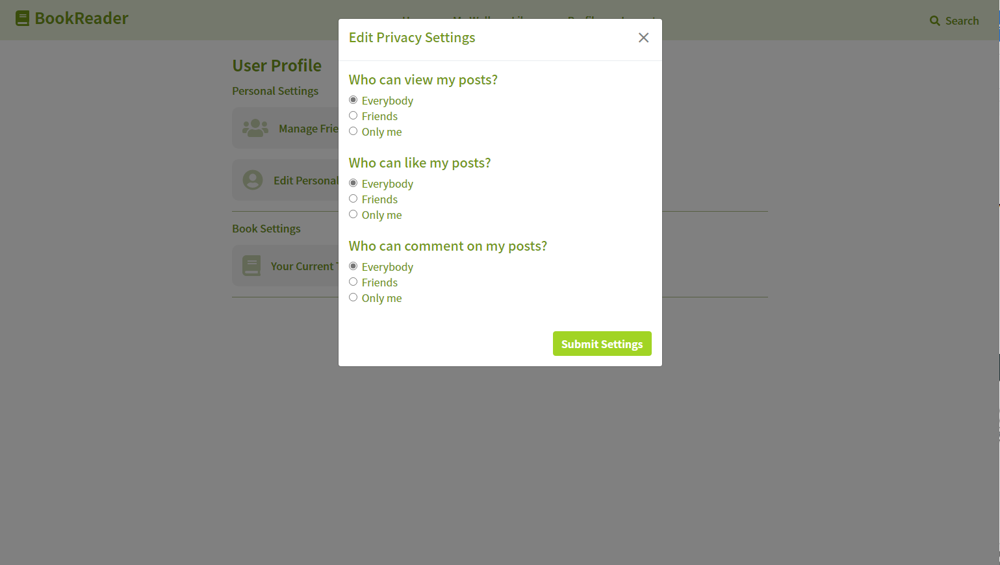 BookReader
Search
Edit Privacy Settings
Who can view my posts?
Everybody
Friends
Only me
Who can like my posts?
Everybody
Friends
Only me
Who can comment on my posts?
Everybody
Friends
Only me
Submit Settings
User Profile
Personal Settings
Manage
Edit Personal
Book Settings
Your Current